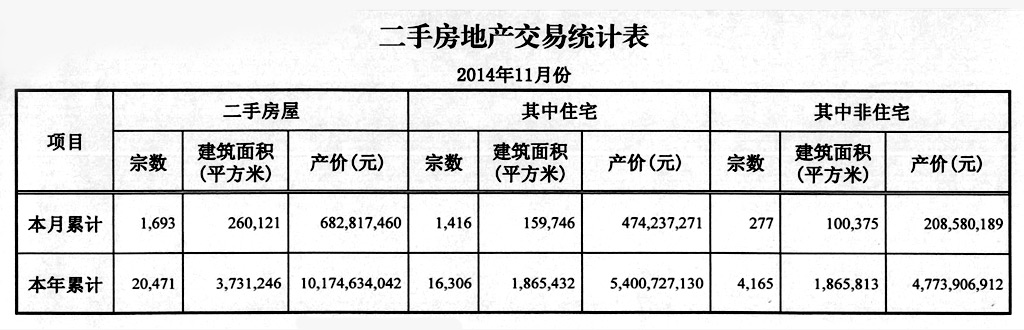 二手房地产交易统计表
2014年11月份
项目 二手房屋 其中住宅 其中非住宅
宗数 建筑面积(平方米) 产价(元) 宗数 建筑面积(平方米) 产价(元) 宗数 建筑面积(平方米) 产价(元)
本月累计 1,693 260,121 682,817,460 1,416 159,746 474,237,271 277 100,375 208,580,189
本年累计 20,471 3,731,246 10,174,634,042 16,306 1,865,432 5,400,727,130 4,165 1,865,813 4,773,906,912